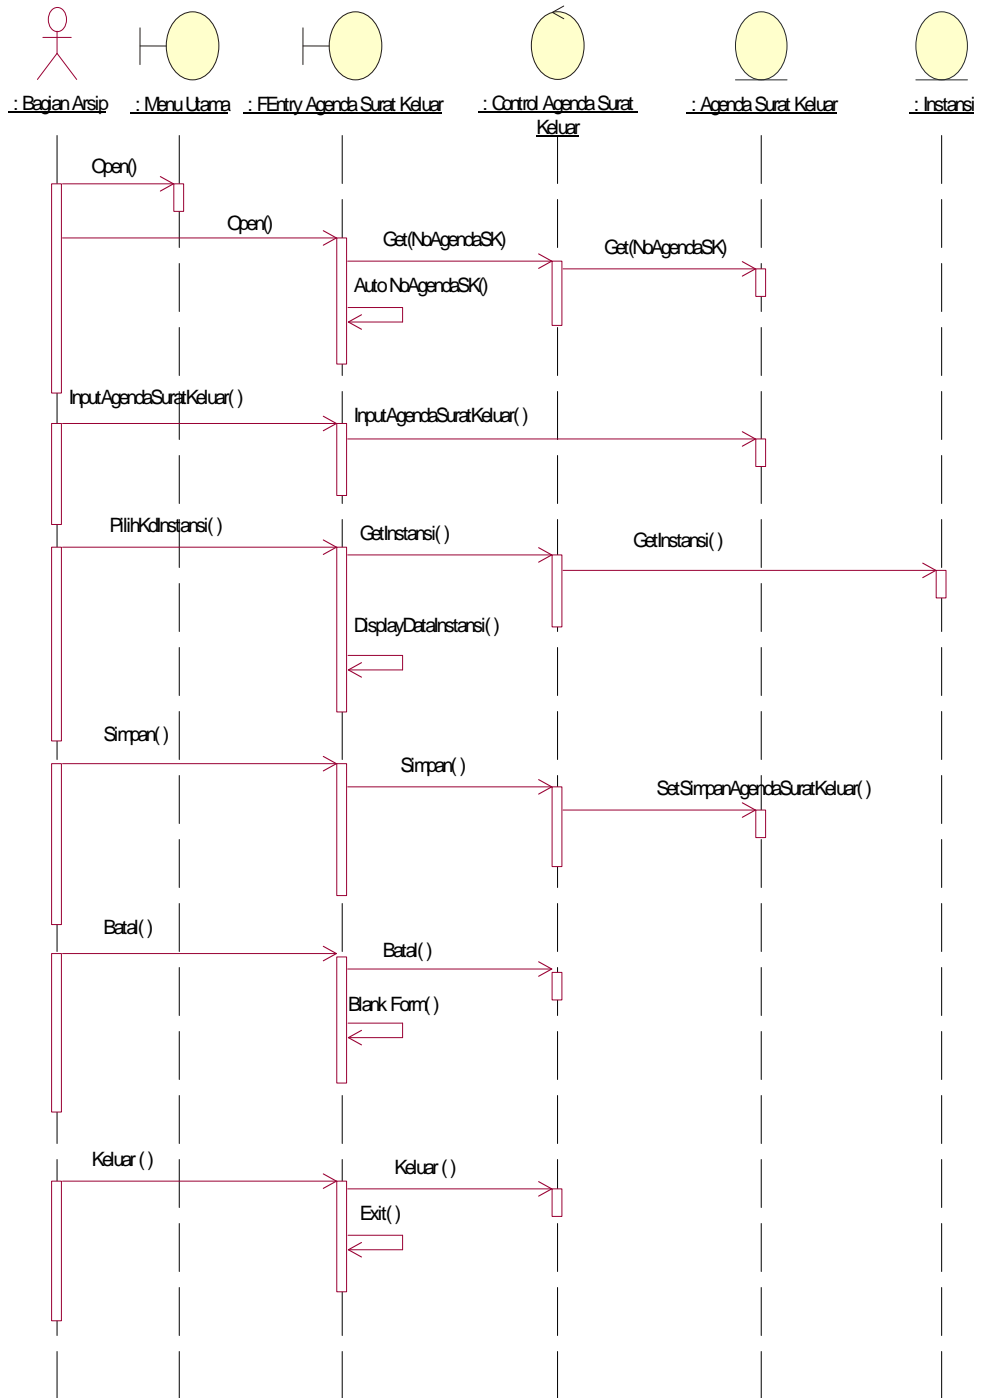 : Bagian Arsip
: Menu Utama
: FEntry Agenda Surat Keluar
: Control Agenda Surat
Keluar
: Agenda Surat Keluar
: Instansi
Open()
Open()
Get(NoAgendaSK)
Get(NoAgendaSK)
Auto NoAgendaSK()
InputAgendaSuratKeluar( )
InputAgendaSuratKeluar( )
PilihKdInstansi( )
GetInstansi( )
GetInstansi( )
DisplayDataInstansi( )
Simpan( )
Simpan( )
SetSimpanAgendaSuratKeluar( )
Batal( )
Batal( )
Blank Form( )
Keluar ( )
Keluar ( )
Exit( )